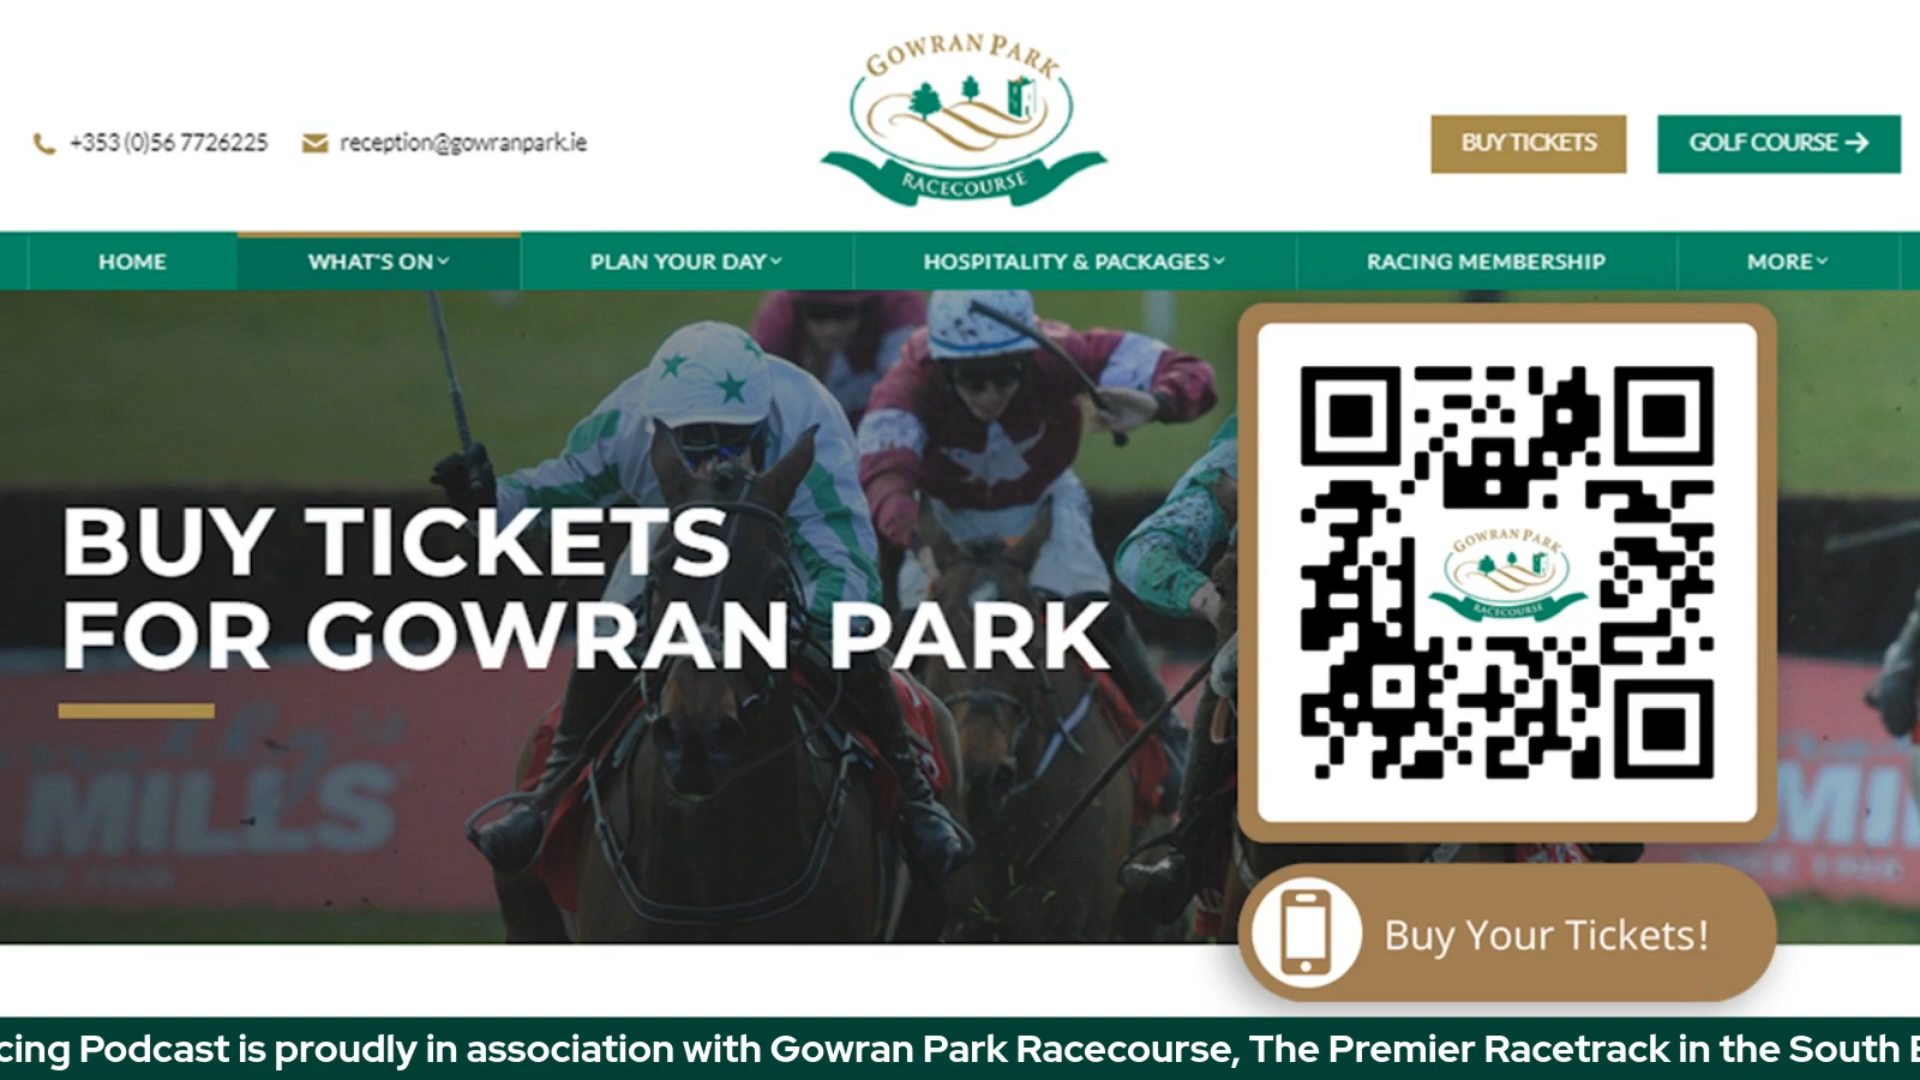 GOWRAN PARK
RACECOURSE
+353 (0)56 7726225
reception@gowranpark.ie
BUY TICKETS
GOLF COURSE
HOME
WHAT'S ON
PLAN YOUR DAY
HOSPITALITY & PACKAGES
RACING MEMBERSHIP
MORE
BUY TICKETS
FOR GOWRAN PARK
MILLS
GOWRAN PARK
RACECOURSE
MI
Buy Your Tickets!
cing Podcast is proudly in association with Gowran Park Racecourse, The Premier Racetrack in the South E